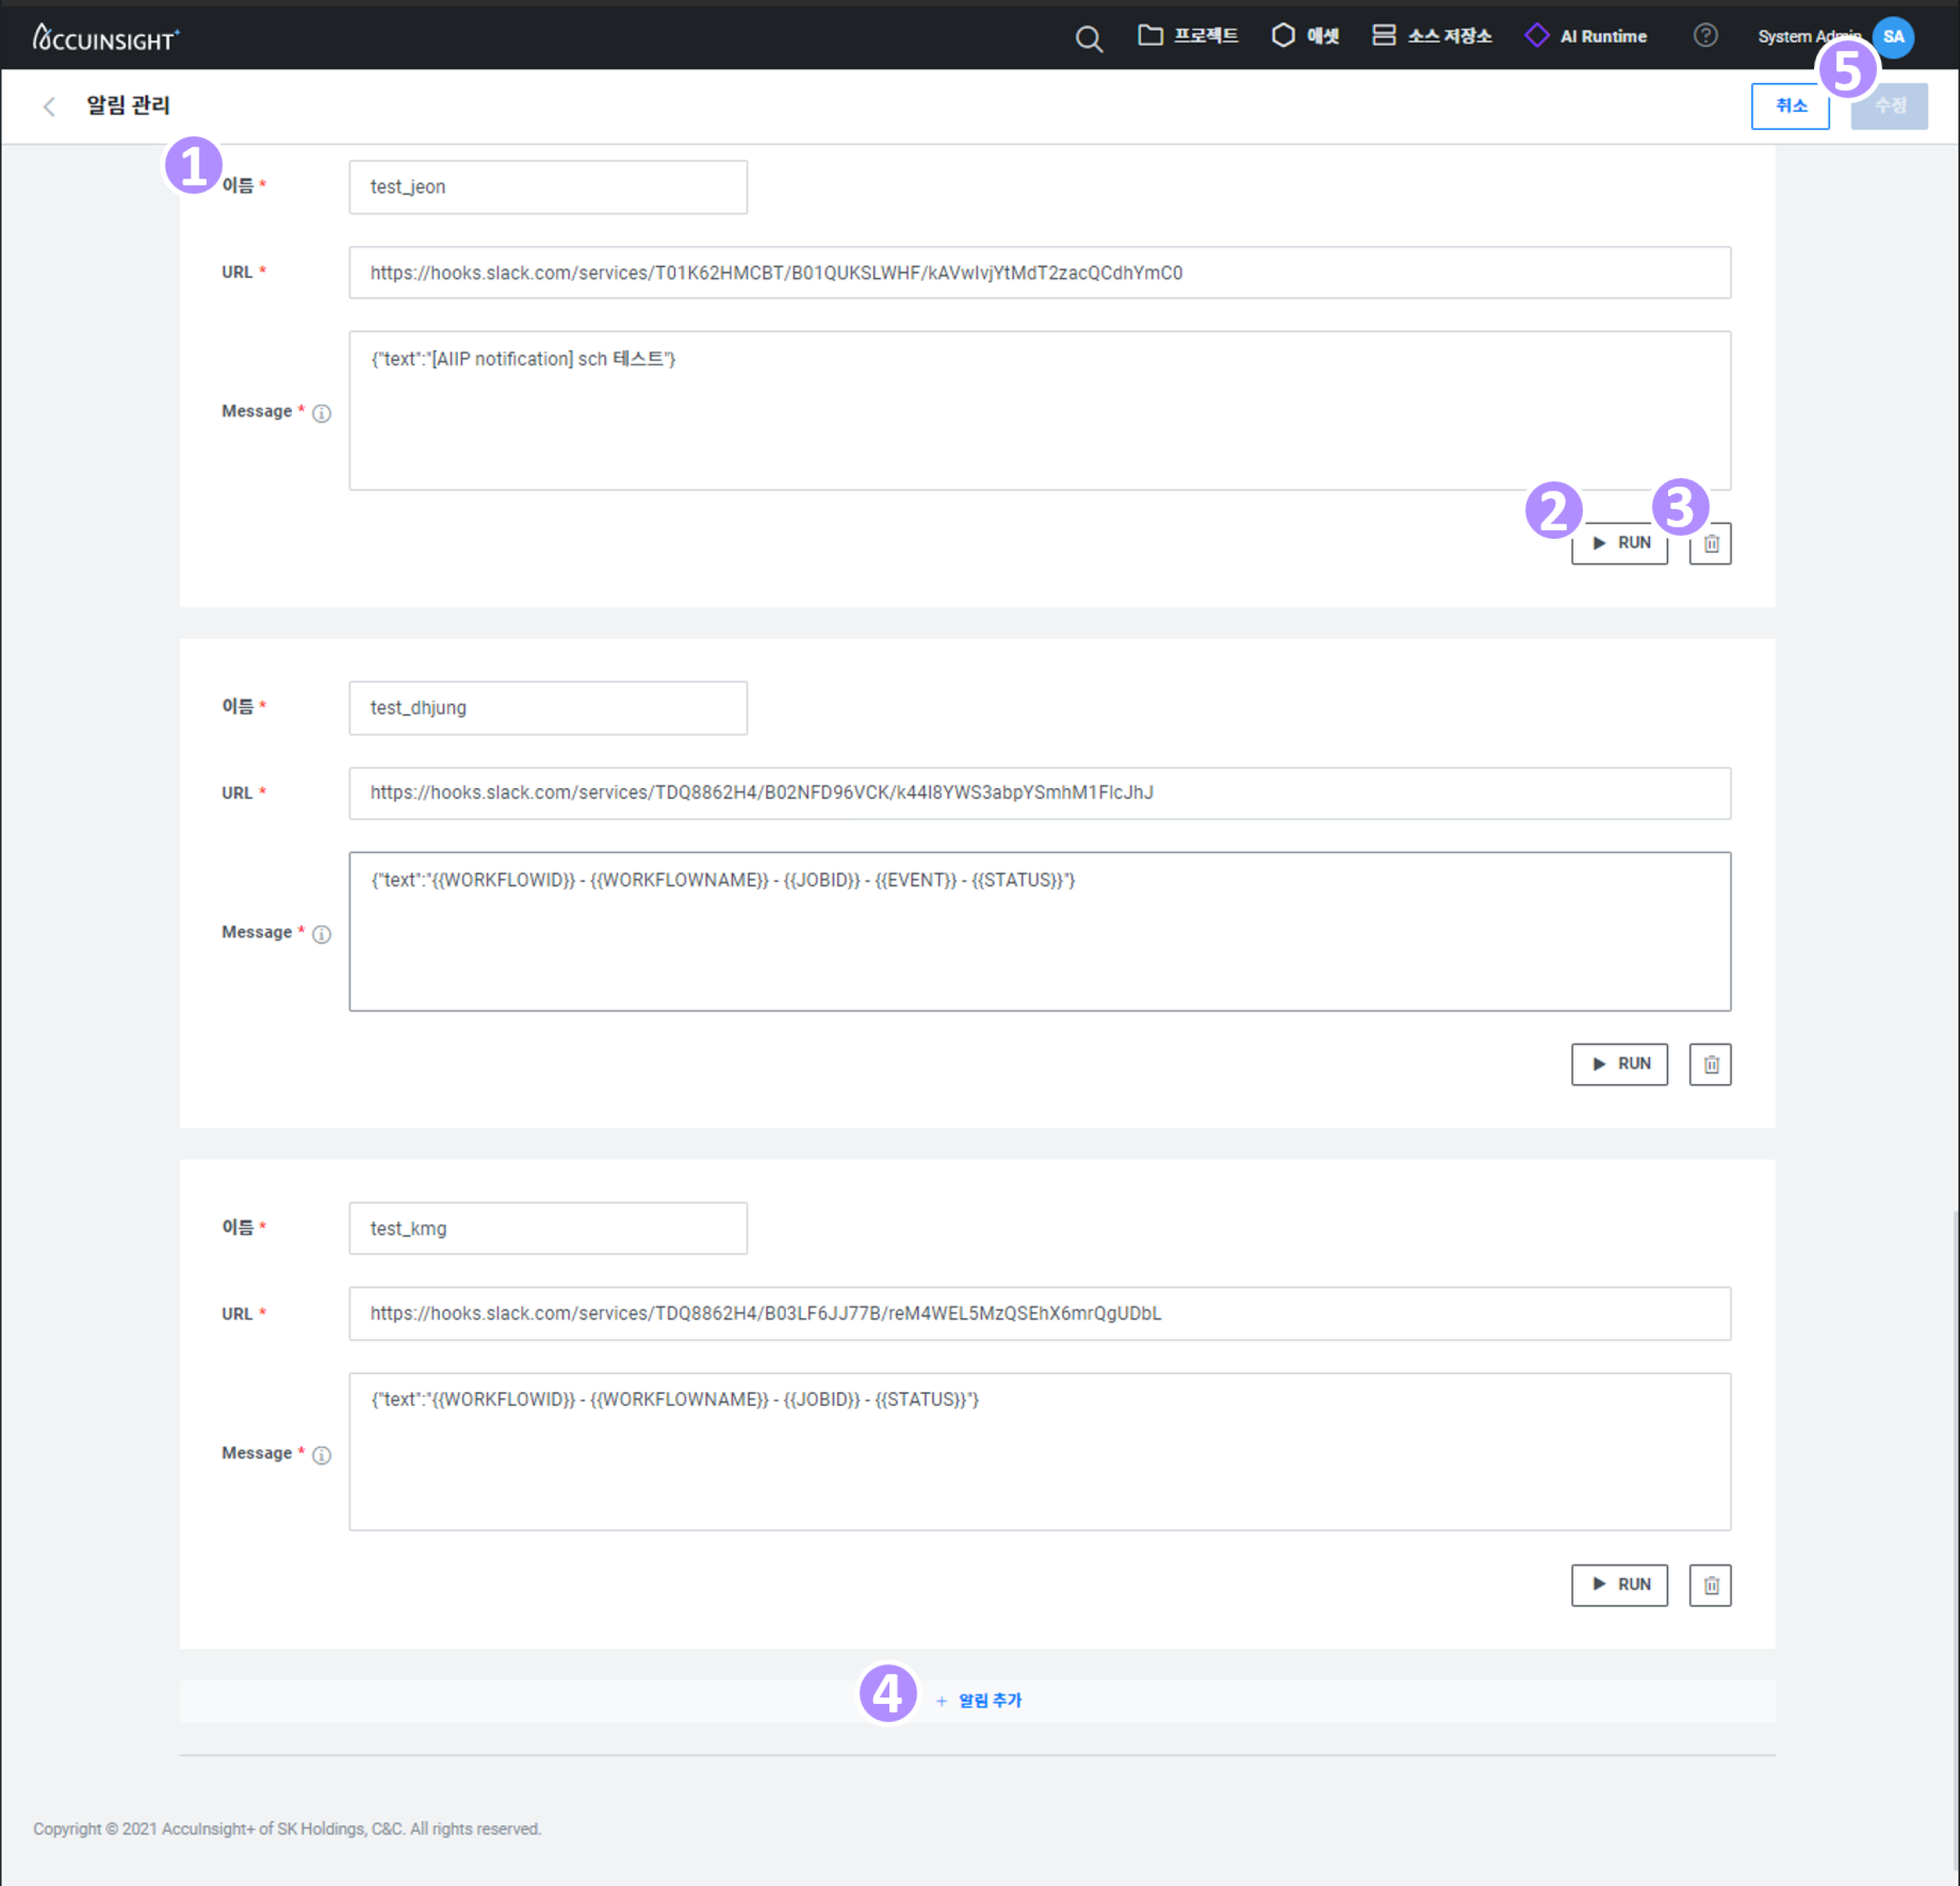 ACCUINSIGHT+
프로젝트
애셋
소스 저장소
AI Runtime
?
System Admin
SA
5
알림 관리
취소
수정
1
이름 *
test_jeon
URL *
https://hooks.slack.com/services/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
Message *
{"text":"[AIIP notification] sch 테스트"}
2
RUN
3
이름 *
test_dhjung
URL *
https://hooks.slack.com/services/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
Message *
{"text":"{{WORKFLOWID}} - {{WORKFLOWNAME}} - {{JOBID}} - {{EVENT}} - {{STATUS}}"}
RUN
이름 *
test_kmg
URL *
https://hooks.slack.com/services/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
Message *
{"text":"{{WORKFLOWID}} - {{WORKFLOWNAME}} - {{JOBID}} - {{STATUS}}"}
RUN
4
+ 알림 추가
Copyright © 2021 AccuInsight+ of SK Holdings, C&C. All rights reserved.